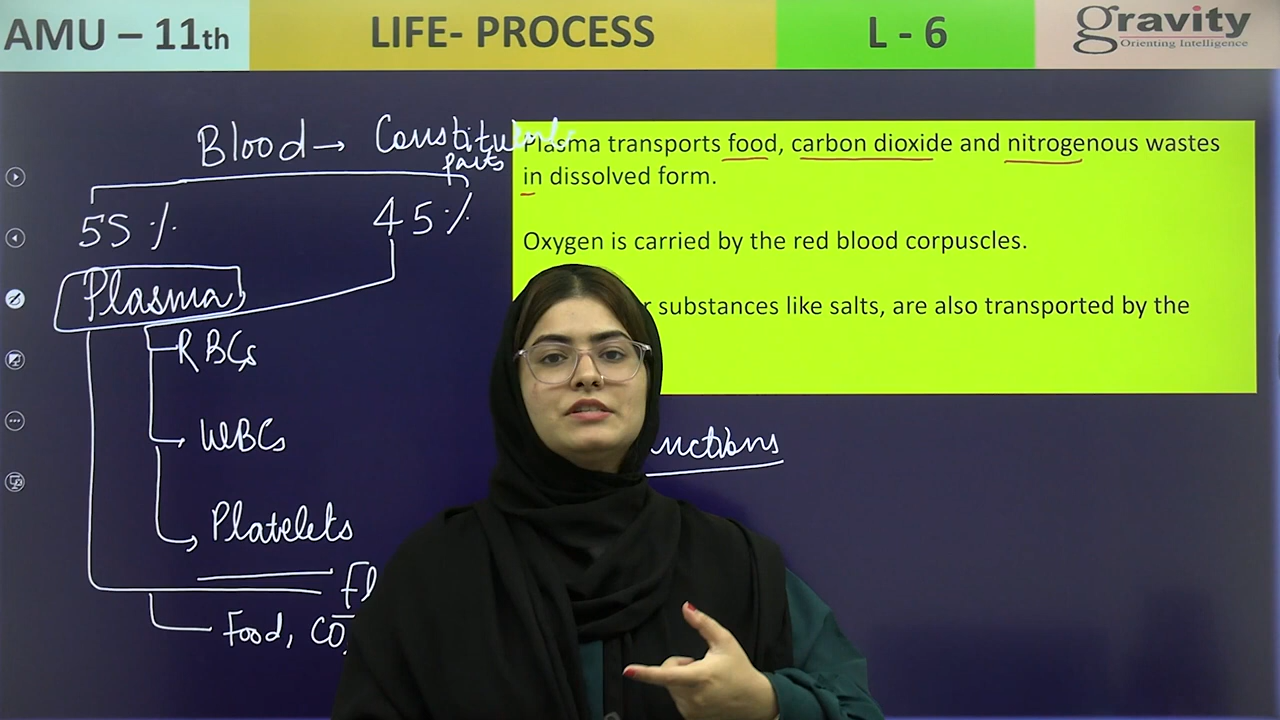 AMU – 11th
LIFE- PROCESS
L - 6
gravity
Orienting Intelligence
Blood → Constituents
parts
55 %
45 %
Plasma
RBCs
WBCs
Platelets
Food, CO
Plasma transports food, carbon dioxide and nitrogenous wastes
in dissolved form.
Oxygen is carried by the red blood corpuscles.
substances like salts, are also transported by the